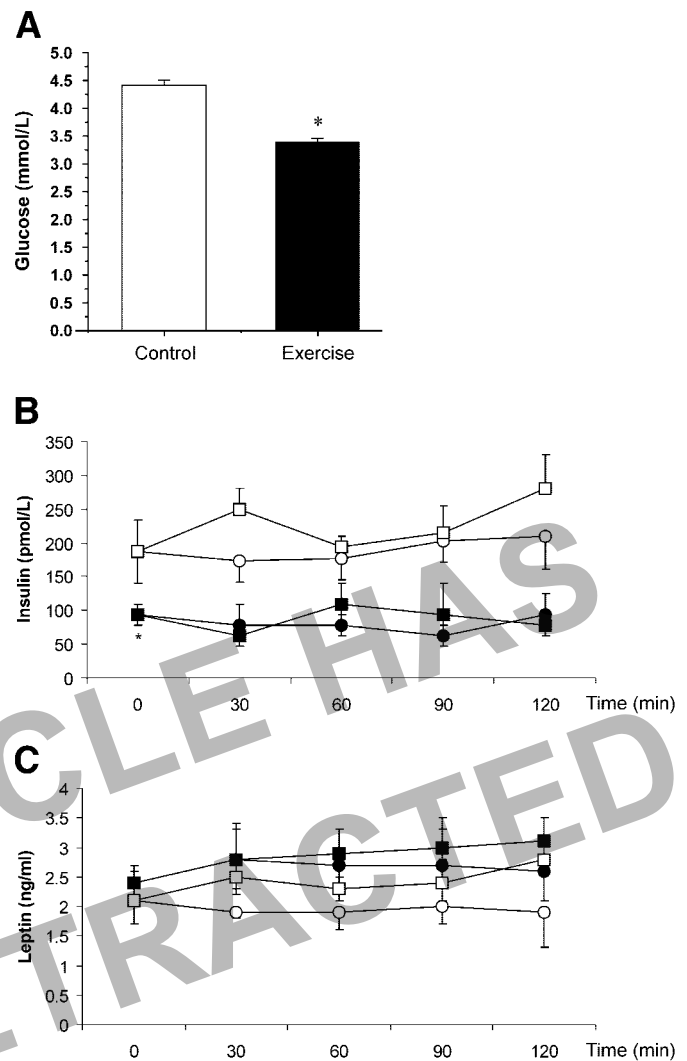 A
5.0
4.5
4.0
3.5
3.0
2.5
2.0
1.5
1.0
0.5
0.0
Glucose (mmol/L)
*
Control Exercise
B
350
300
250
200
150
100
50
0
Insulin (pmol/L)
*
0 30 60 90 120 Time (min)
C
4
3.5
3
2.5
2
1.5
1
0.5
0
Leptin (ng/ml)
0 30 60 90 120 Time (min)
CLE HAS
ETRACTED